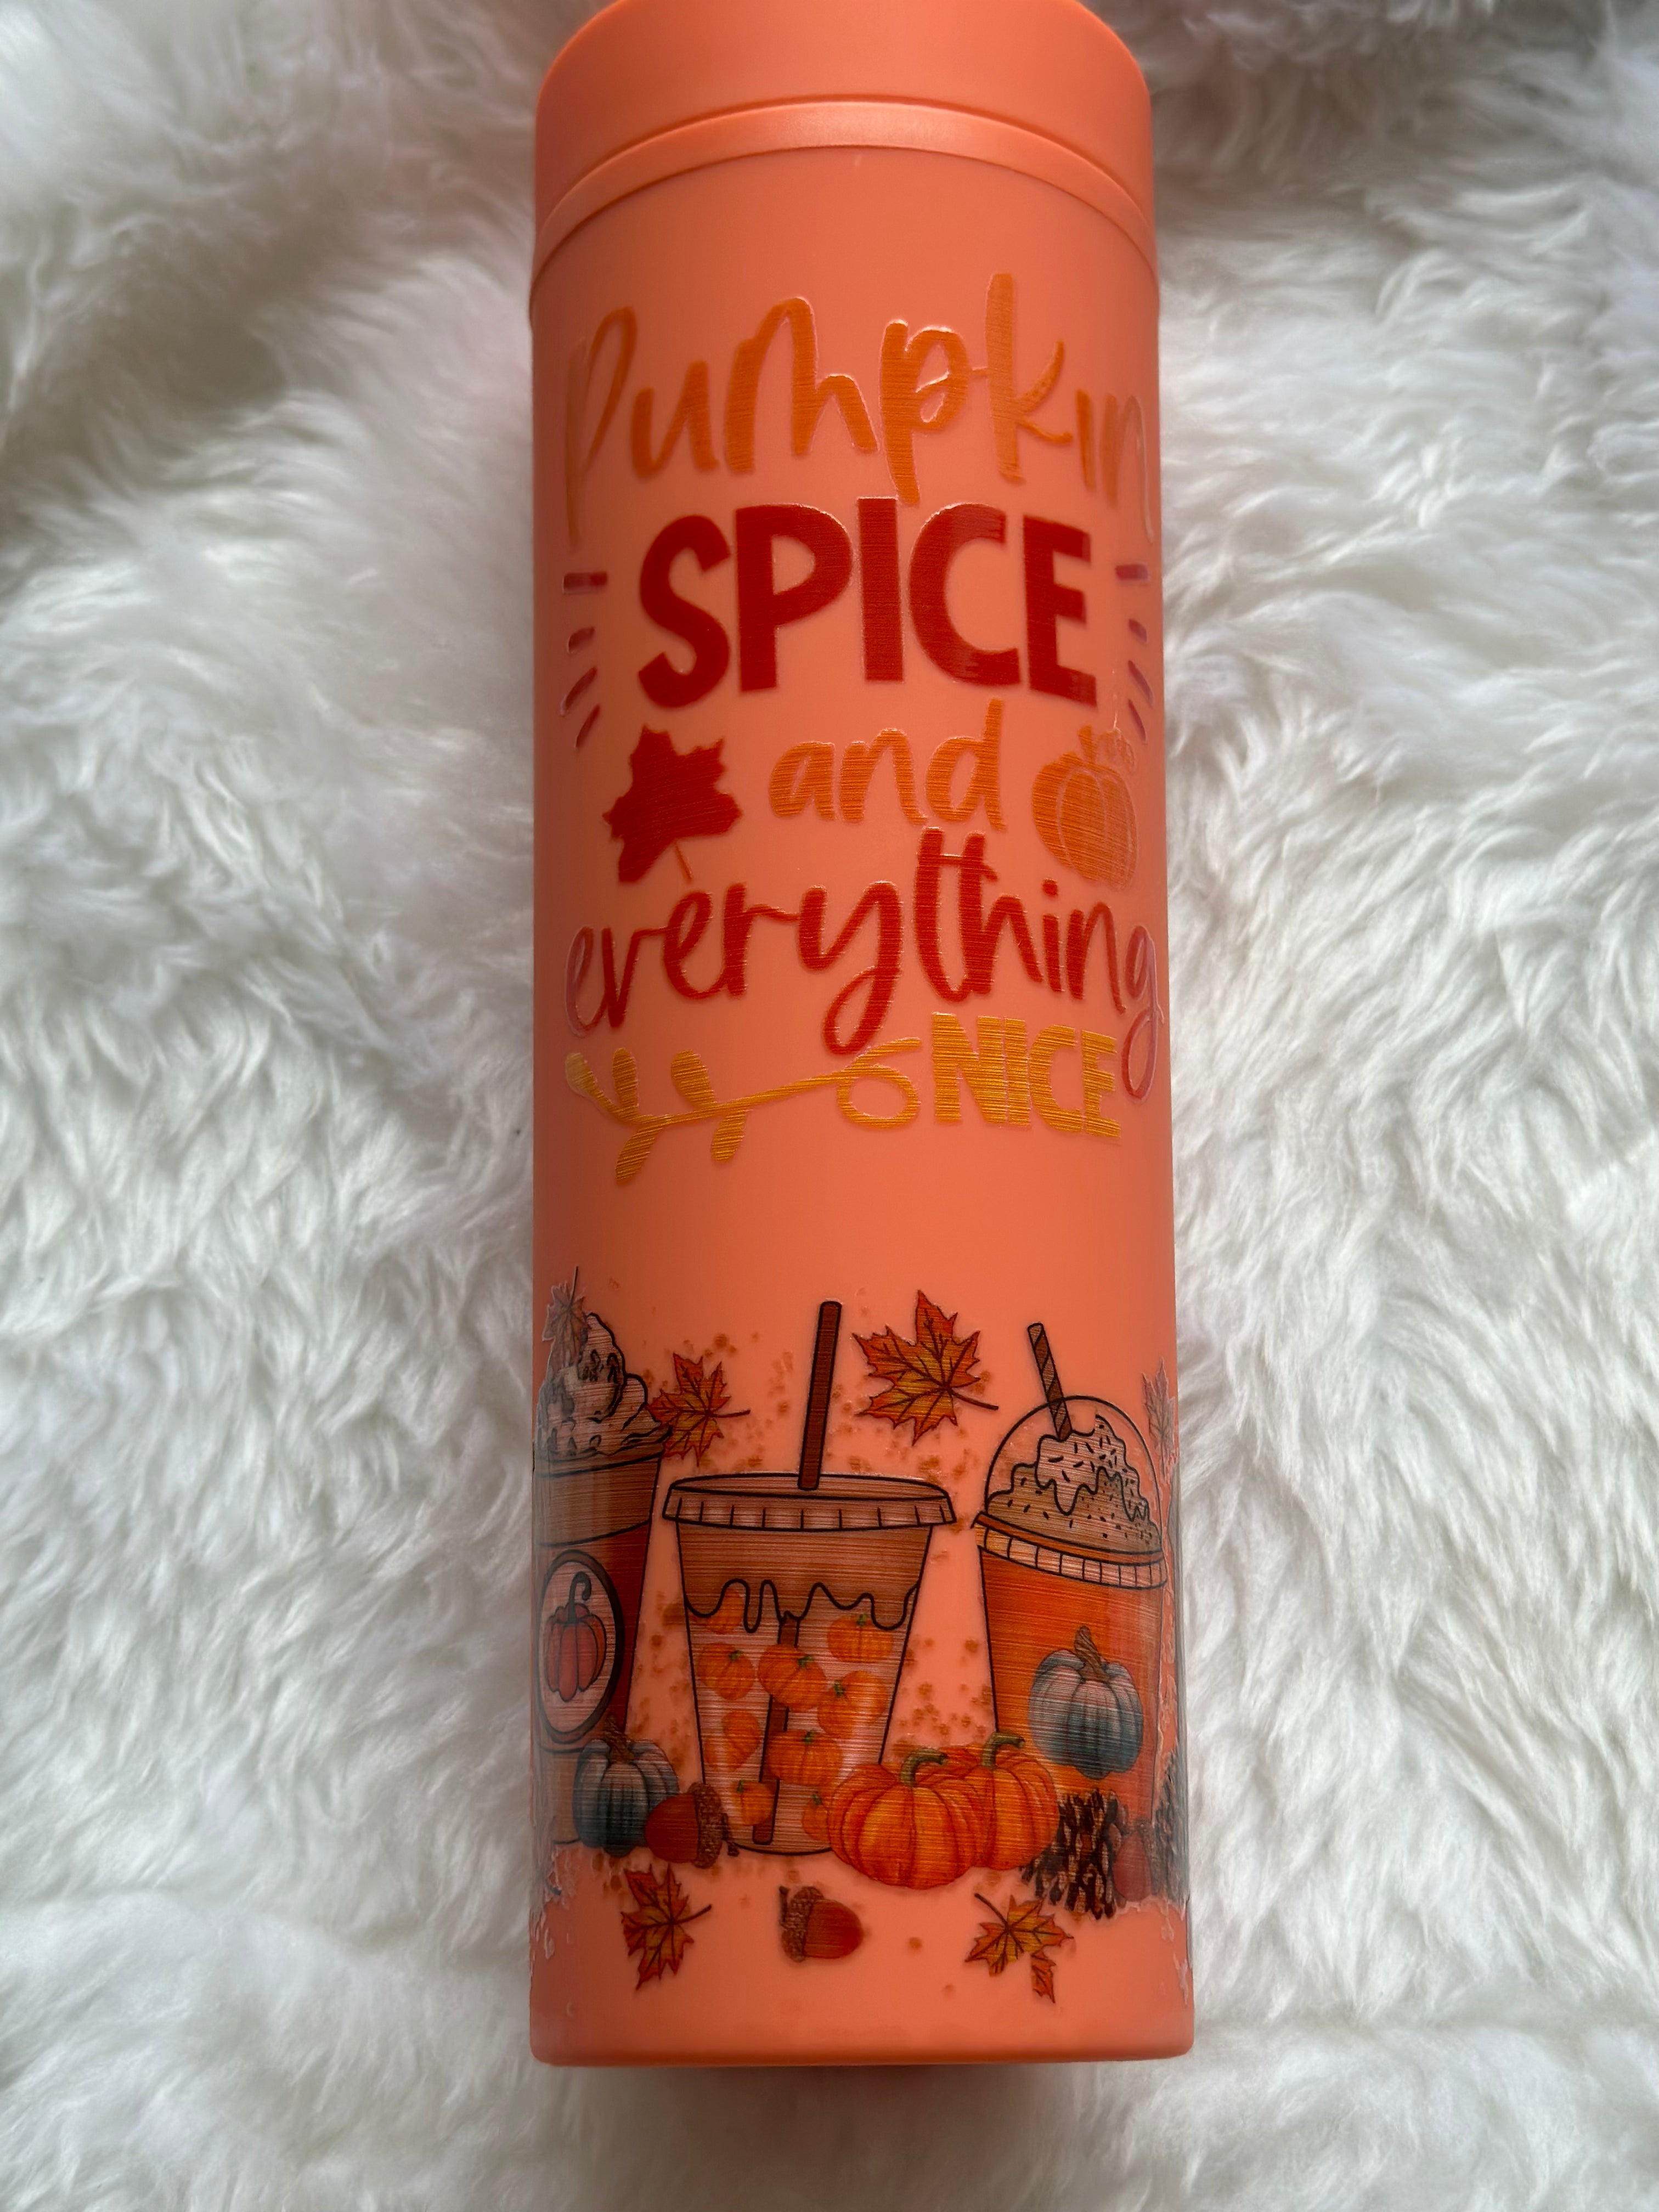 Pumpkin
SPICE
and
everything
NICE